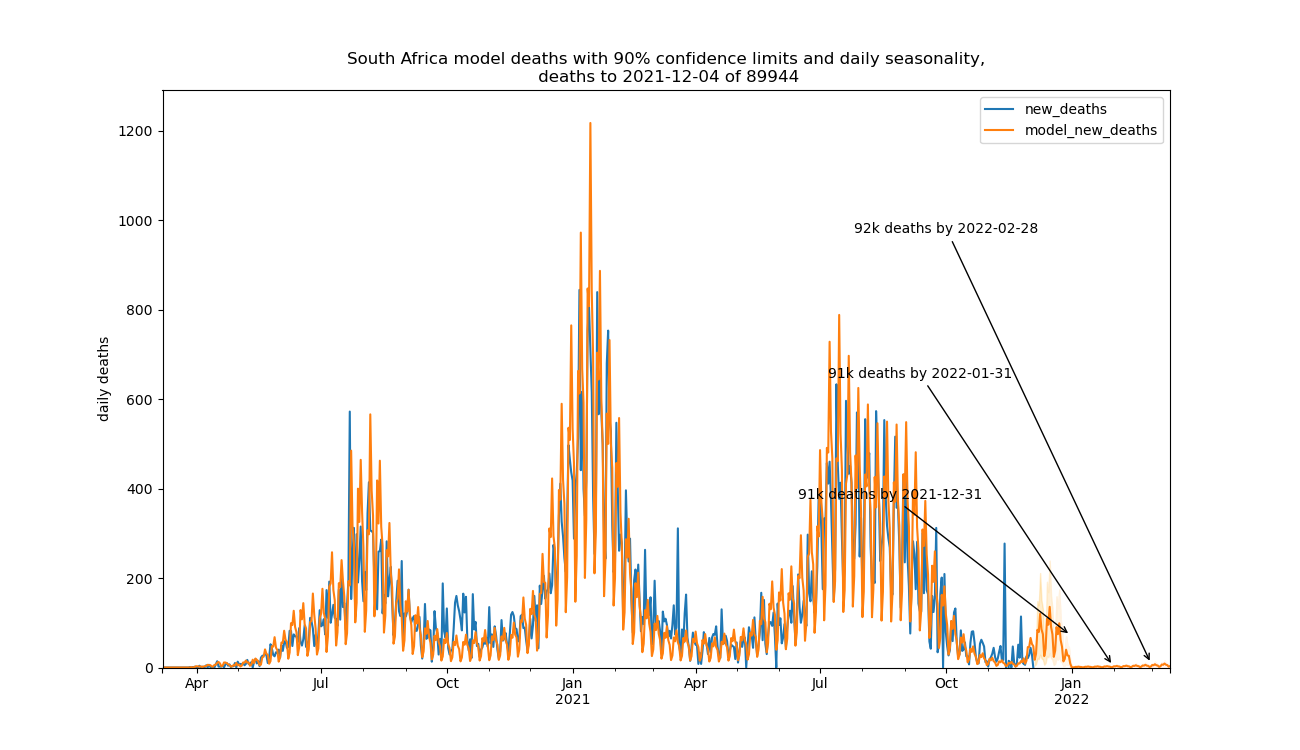 South Africa model deaths with 90% confidence limits and daily seasonality,
deaths to 2021-12-04 of 89944
new_deaths
model_new_deaths
daily deaths
1200
1000
800
600
400
200
0
92k deaths by 2022-02-28
91k deaths by 2022-01-31
91k deaths by 2021-12-31
Apr Jul Oct Jan Apr Jul Oct Jan
2021 2022